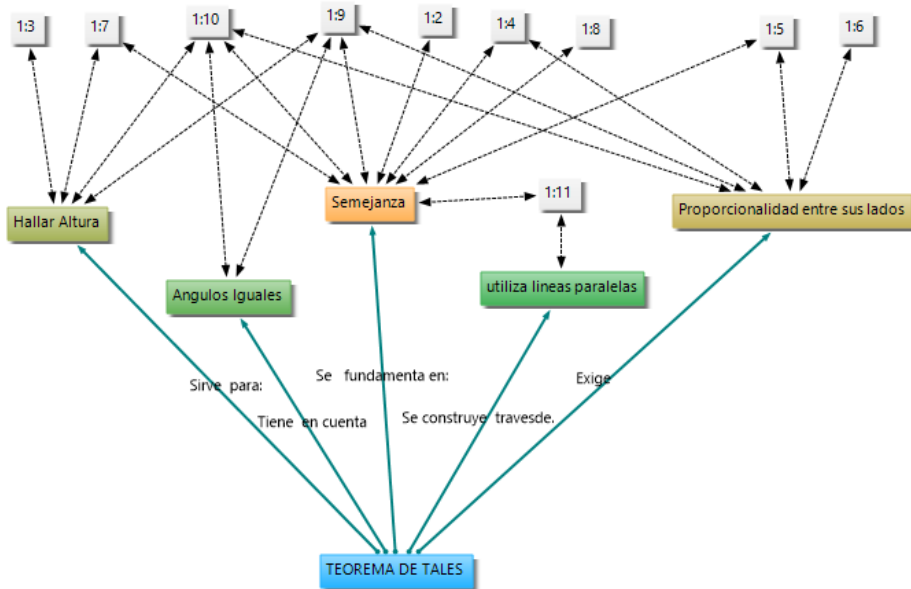 1:3
1:7
1:10
1:9
1:2
1:4
1:8
1:5
1:6
Semejanza
1:11
Hallar Altura
Proporcionalidad entre sus lados
Angulos Iguales
utiliza lineas paralelas
Se fundamenta en:
Sirve para:
Exige
Tiene en cuenta
Se construye travesde.
TEOREMA DE TALES